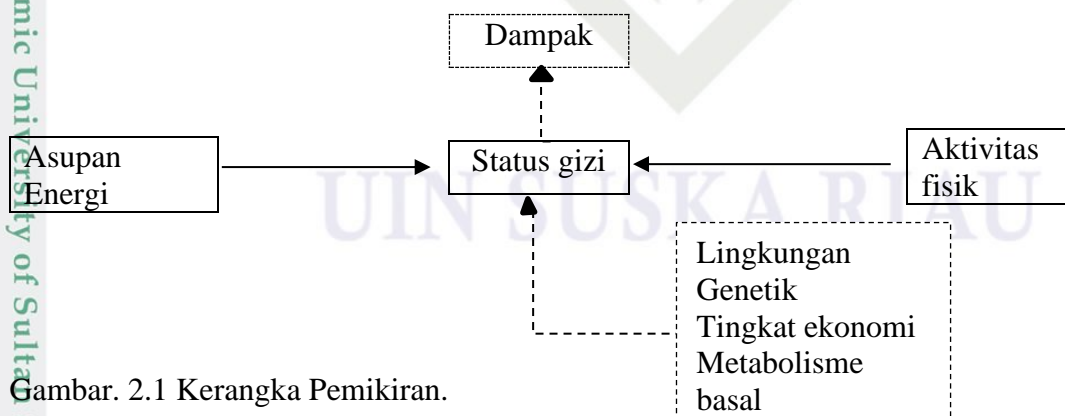 Dampak
Asupan
Energi
Status gizi
Aktivitas
fisik
Lingkungan
Genetik
Tingkat ekonomi
Metabolisme
basal
Gambar. 2.1 Kerangka Pemikiran.
UIN SUSKA RIAU
mic University of Sultan